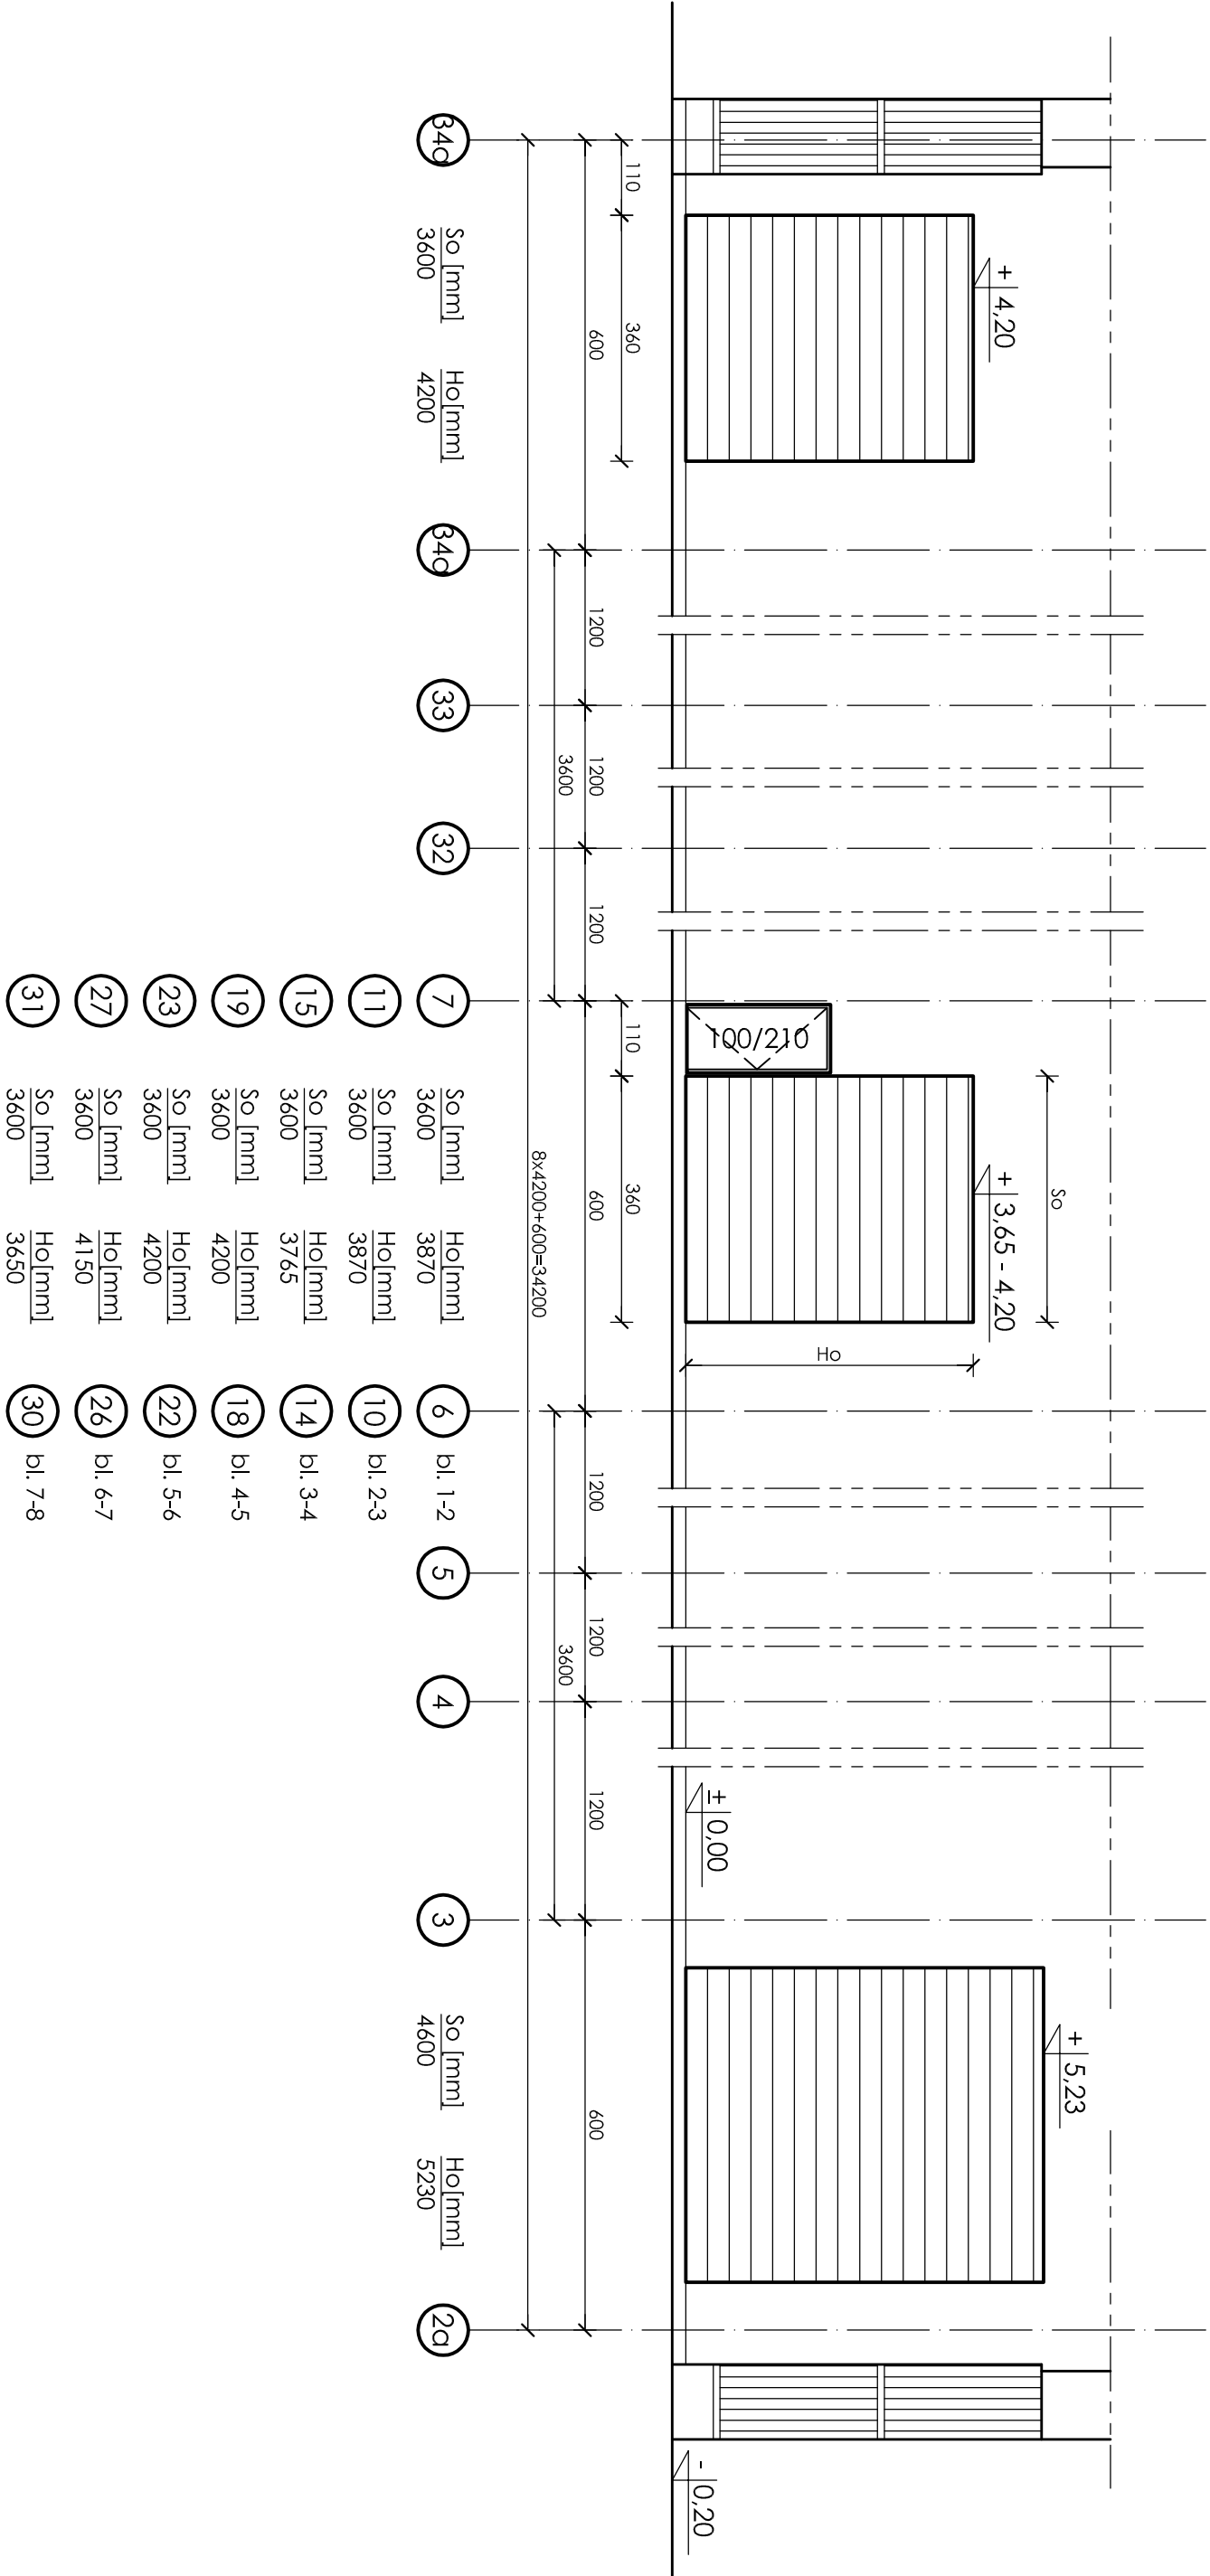 + 4,20
+ 3,65 - 4,20
+ 5,23
So
Ho
100/210
± 0,00
- 0,20
110
360
110
360
600
1200
1200
1200
600
1200
1200
1200
600
3600
3600
8x4200+600=34200
34a
34a
33
32
7
6
bl. 1-2
5
4
3
2a
So [mm]
3600
Ho[mm]
4200
So [mm]
3600
Ho[mm]
3870
So [mm]
4600
Ho[mm]
5230
11
So [mm]
3600
Ho[mm]
3870
10
bl. 2-3
15
So [mm]
3600
Ho[mm]
3765
14
bl. 3-4
19
So [mm]
3600
Ho[mm]
4200
18
bl. 4-5
23
So [mm]
3600
Ho[mm]
4200
22
bl. 5-6
27
So [mm]
3600
Ho[mm]
4150
26
bl. 6-7
31
So [mm]
3600
Ho[mm]
3650
30
bl. 7-8